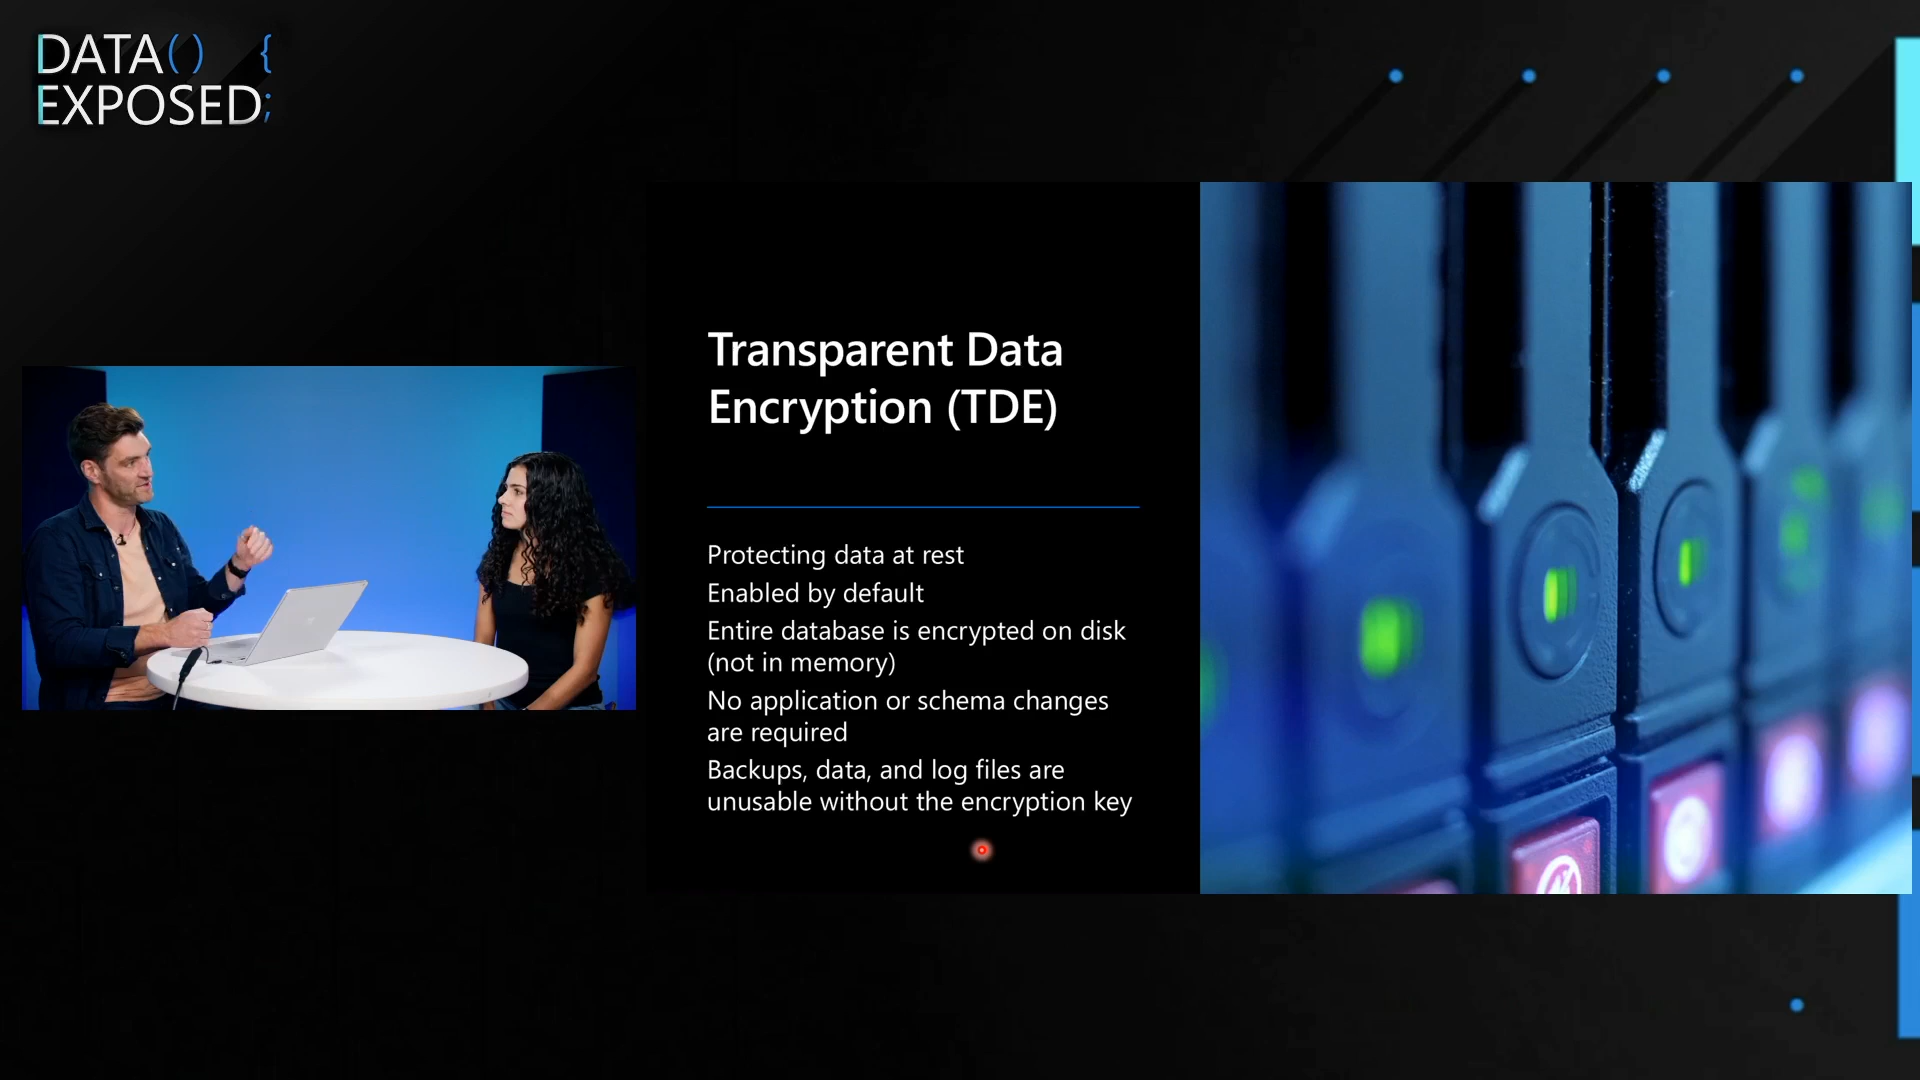 DATA() {
EXPOSED;
Transparent Data
Encryption (TDE)
Protecting data at rest
Enabled by default
Entire database is encrypted on disk
(not in memory)
No application or schema changes
are required
Backups, data, and log files are
unusable without the encryption key